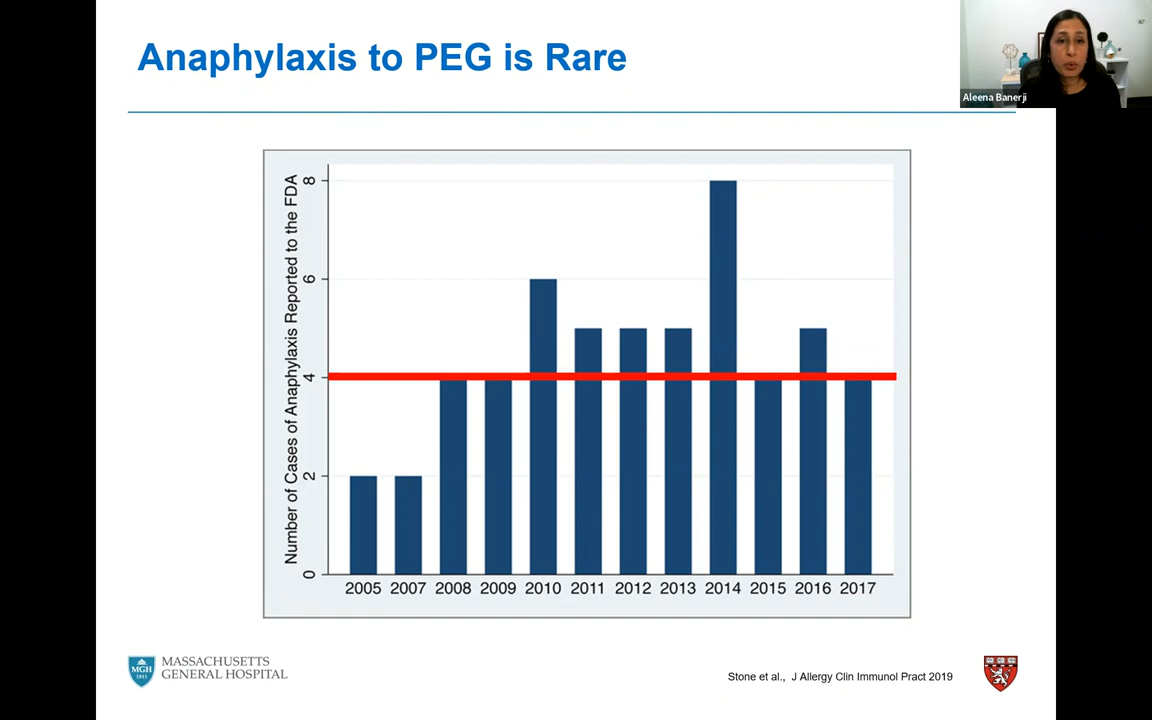 Anaphylaxis to PEG is Rare
Aleena Banerji
Number of Cases of Anaphylaxis Reported to the FDA
8
6
4
2
0
2005 2007 2008 2009 2010 2011 2012 2013 2014 2015 2016 2017
MGH
1811
MASSACHUSETTS
GENERAL HOSPITAL
Stone et al., J Allergy Clin Immunol Pract 2019